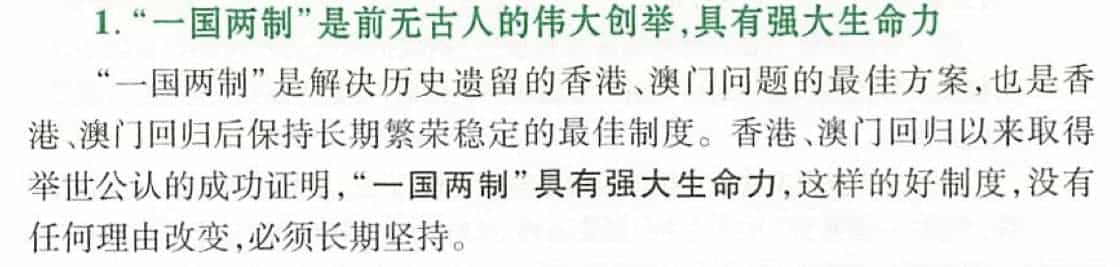 1. “一国两制”是前无古人的伟大创举,具有强大生命力
“一国两制”是解决历史遗留的香港、澳门问题的最佳方案,也是香
港、澳门回归后保持长期繁荣稳定的最佳制度。香港、澳门回归以来取得
举世公认的成功证明,“一国两制”具有强大生命力,这样的好制度,没有
任何理由改变,必须长期坚持。